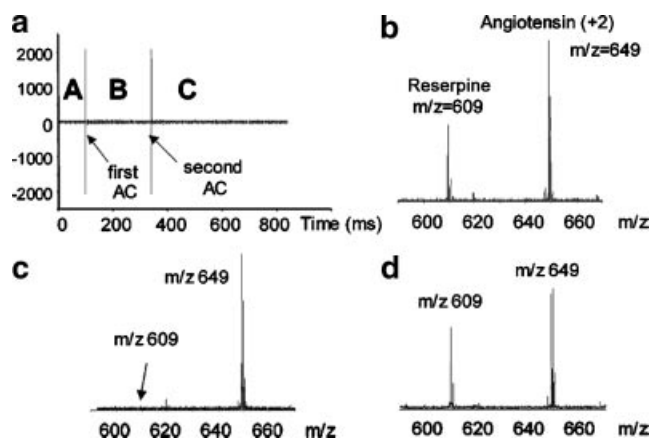 a
2000
1000
0
-1000
-2000
A B C
first
AC
second
AC
0 200 400 600 800 Time (ms)
b
Angiotensin (+2)
m/z=649
Reserpine
m/z=609
600 620 640 660 m/z
c
m/z 649
m/z 609
600 620 640 660 m/z
d
m/z 649
m/z 609
600 620 640 660 m/z